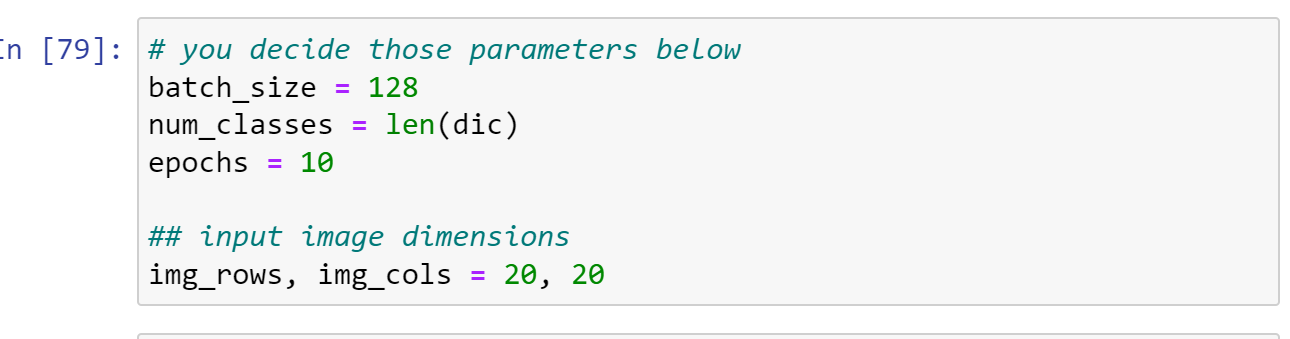 In [79]:
# you decide those parameters below
batch_size = 128
num_classes = len(dic)
epochs = 10
## input image dimensions
img_rows, img_cols = 20, 20